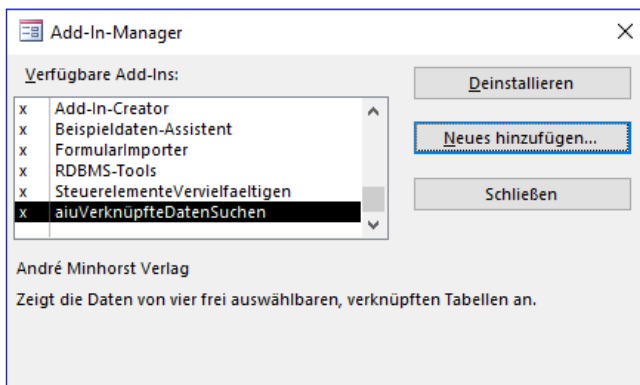 Add-In-Manager
Verfügbare Add-Ins:
x Add-In-Creator
x Beispieldaten-Assistent
x FormularImporter
x RDBMS-Tools
x SteuerelementeVervielfaeltigen
x aiuVerknüpfteDatenSuchen
Deinstallieren
Neues hinzufügen...
Schließen
André Minhorst Verlag
Zeigt die Daten von vier frei auswählbaren, verknüpften Tabellen an.